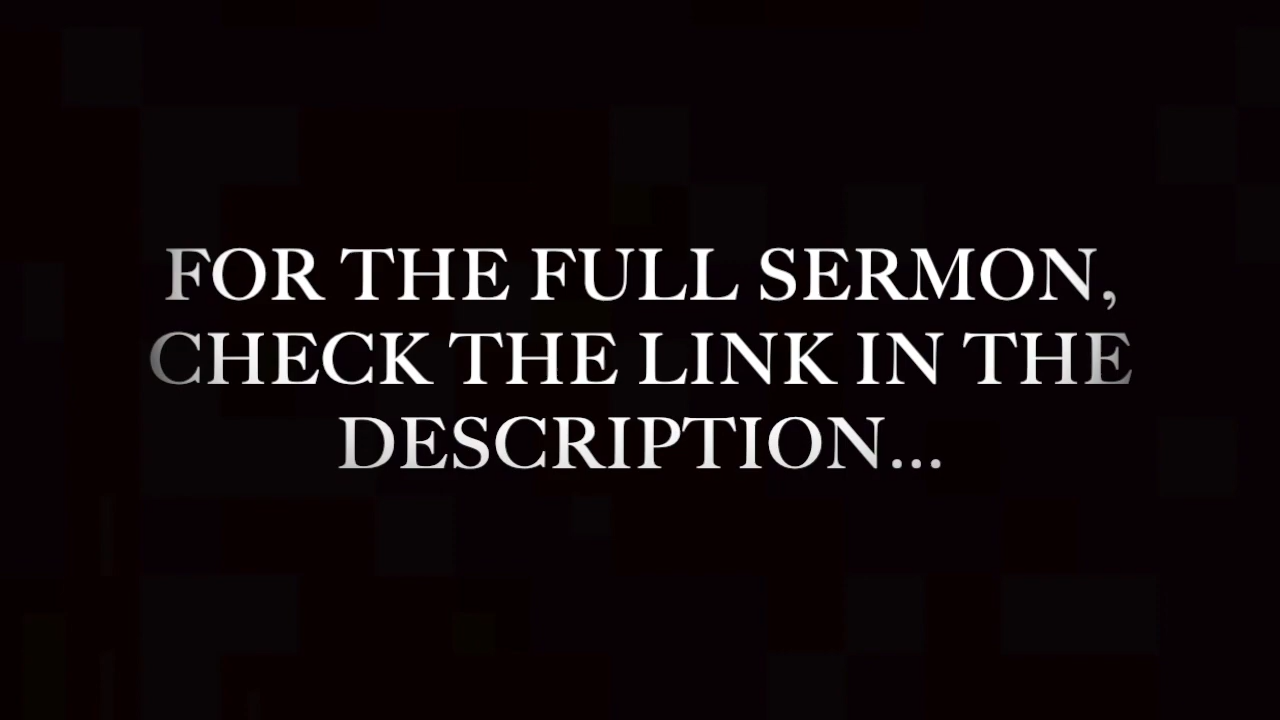 FOR THE FULL SERMON,
CHECK THE LINK IN THE
DESCRIPTION...